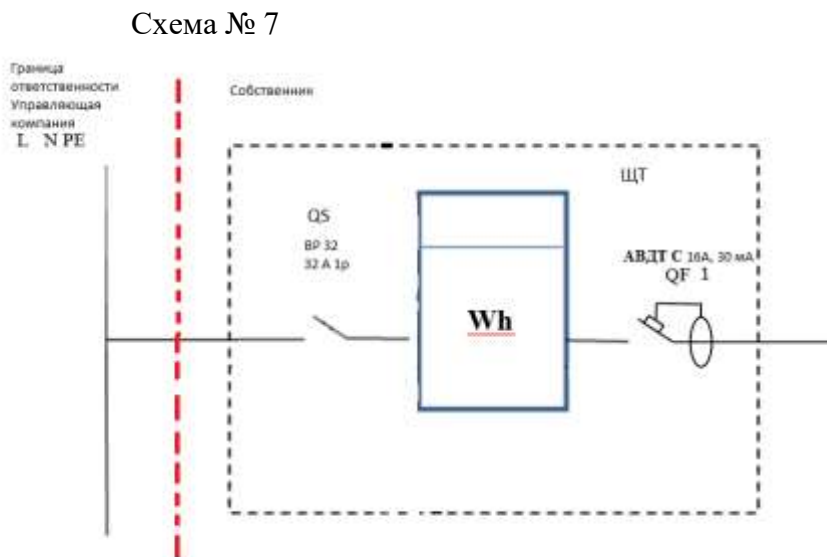 Схема № 7
Граница
ответственности
Управляющая
компания
L N PE
Собственник
ЩТ
QS
ВР 32
32 А 1р
АВДТ С 16А, 30 мА
QF 1
Wh